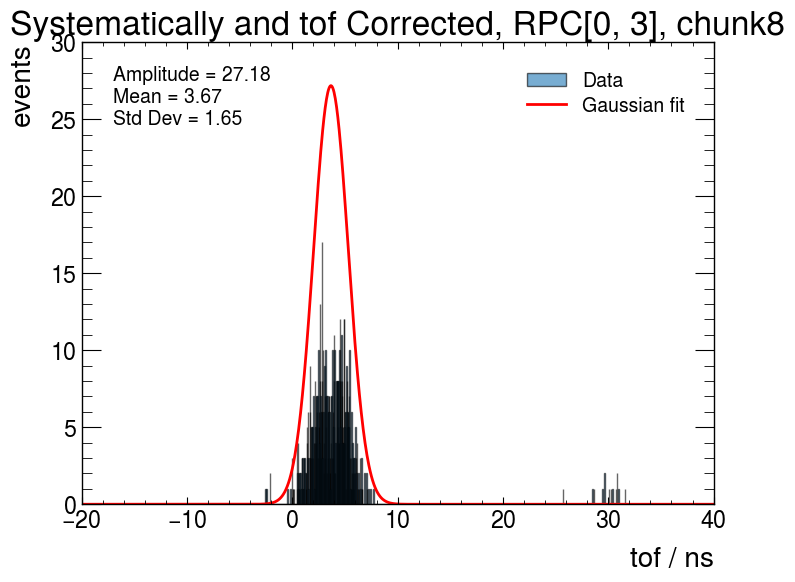 Systematically and tof Corrected, RPC[0, 3], chunk8
events
30
25
20
15
10
5
0
Amplitude = 27.18
Mean = 3.67
Std Dev = 1.65
Data
Gaussian fit
−20
−10
0
10
20
30
40
tof / ns